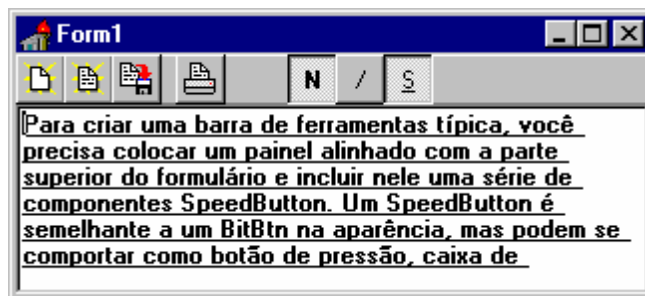 Form1
N / S
Para criar uma barra de ferramentas típica, você
precisa colocar um painel alinhado com a parte
superior do formulário e incluir nele uma série de
componentes SpeedButton. Um SpeedButton é
semelhante a um BitBtn na aparência, mas podem se
comportar como botão de pressão, caixa de